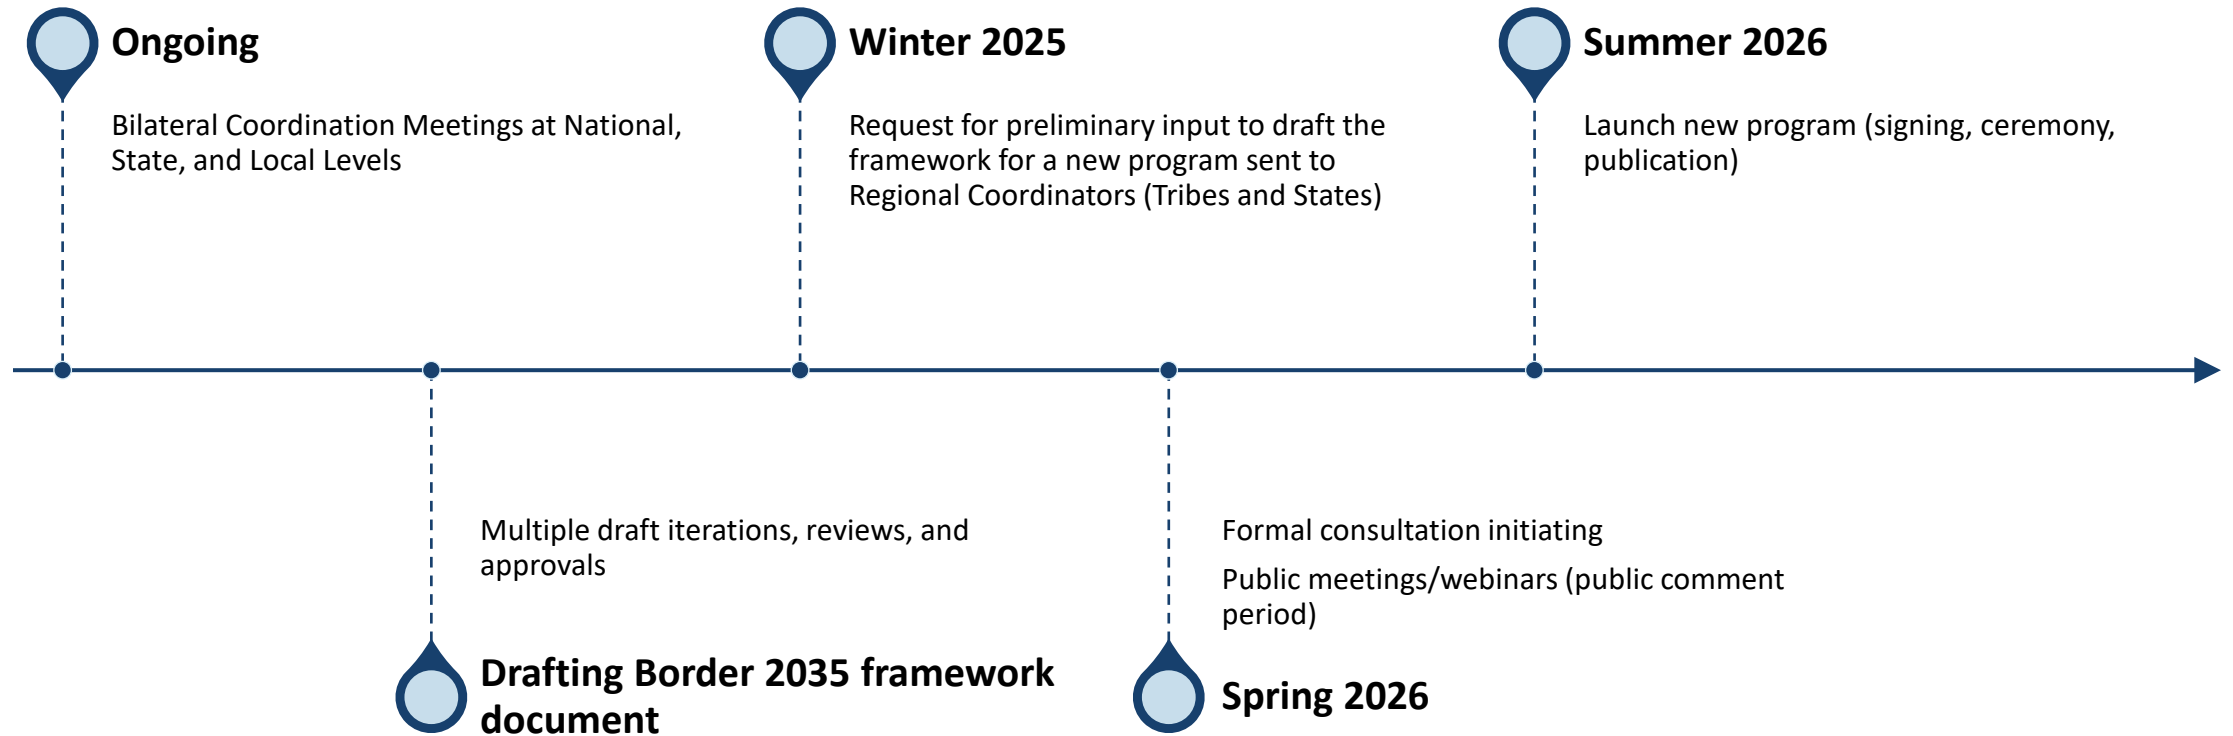 Ongoing
Bilateral Coordination Meetings at National,
State, and Local Levels
Winter 2025
Request for preliminary input to draft the
framework for a new program sent to
Regional Coordinators (Tribes and States)
Summer 2026
Launch new program (signing, ceremony,
publication)
Multiple draft iterations, reviews, and
approvals
Drafting Border 2035 framework
document
Formal consultation initiating
Public meetings/webinars (public comment
period)
Spring 2026